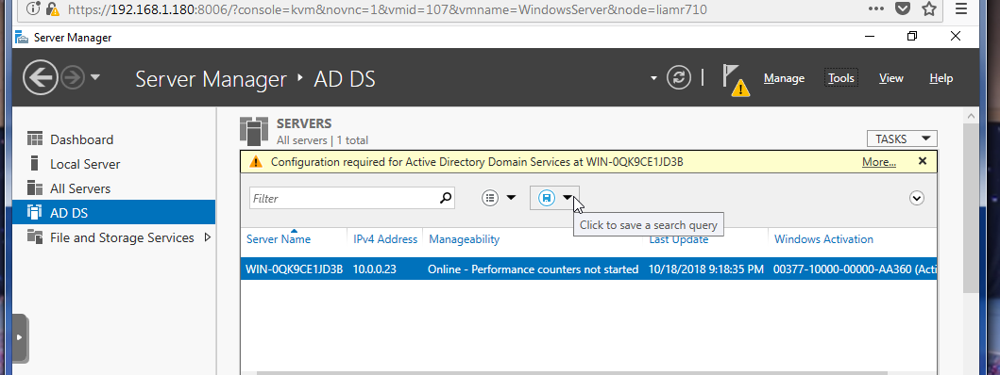 https://192.168.1.180:8006/?console=kvm&novnc=1&vmid=107&vmname=WindowsServer&node=liamr710
Server Manager
Server Manager ‣ AD DS
Manage Tools View Help
Dashboard
Local Server
All Servers
AD DS
File and Storage Services
SERVERS
All servers | 1 total
TASKS
Configuration required for Active Directory Domain Services at WIN-0QK9CE1JD3B More...
Filter
Click to save a search query
Server Name IPv4 Address Manageability Last Update Windows Activation
WIN-0QK9CE1JD3B 10.0.0.23 Online - Performance counters not started 10/18/2018 9:18:35 PM 00377-10000-00000-AA360 (Acti